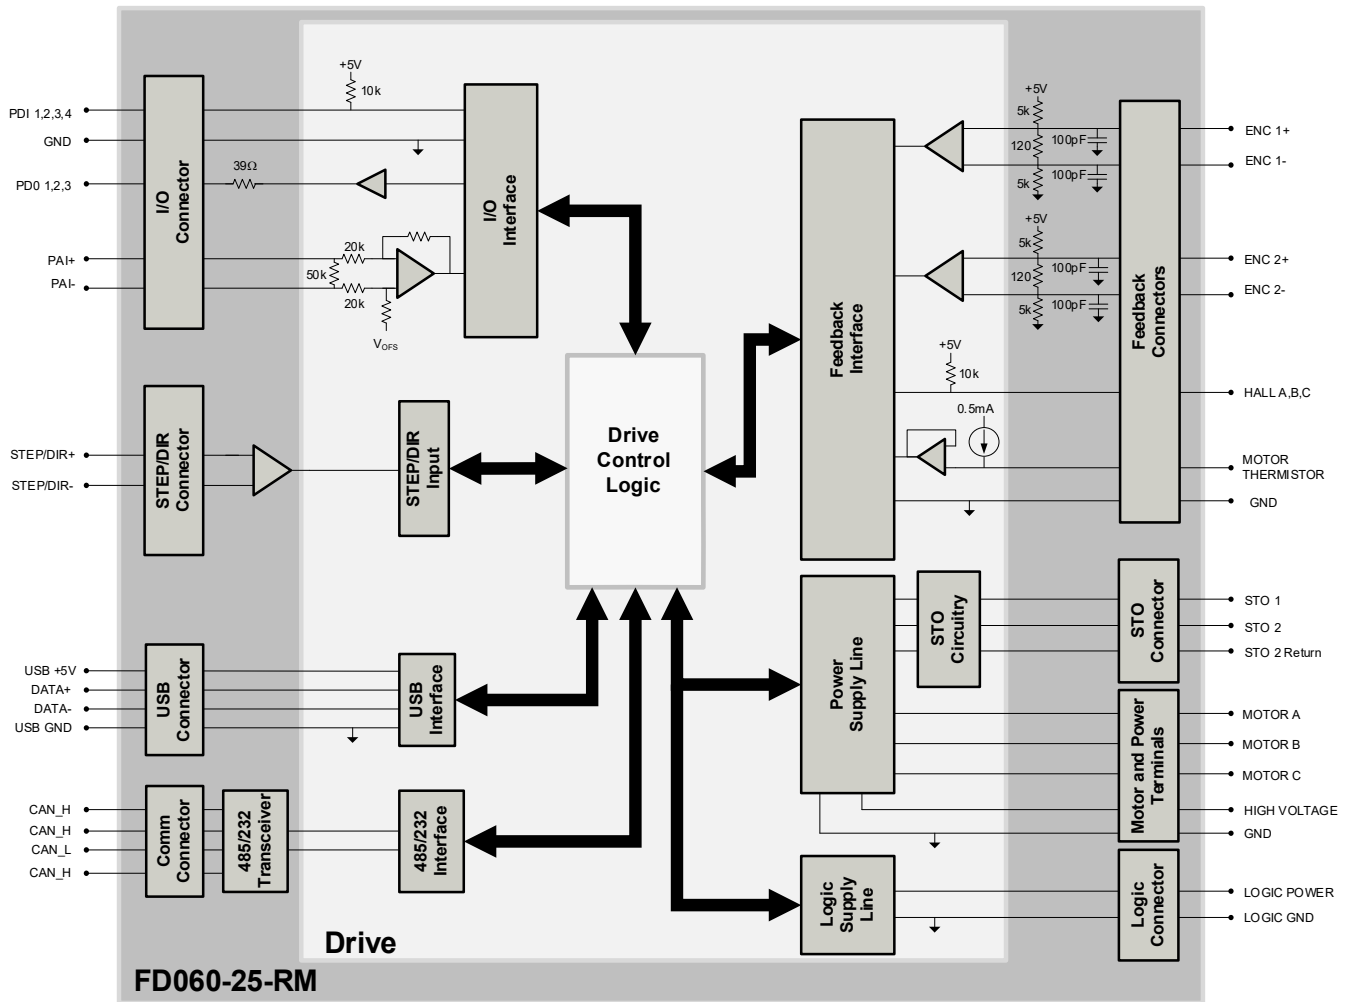 +5V
10k
PDI 1,2,3,4
GND
39Ω
PD0 1,2,3
PAI+
PAI-
20k
50k
20k
VOFS
I/O
Connector
I/O
Interface
STEP/DIR+
STEP/DIR-
STEP/DIR
Connector
STEP/DIR
Input
Drive
Control
Logic
USB +5V
DATA+
DATA-
USB GND
USB
Connector
USB
Interface
CAN_H
CAN_H
CAN_L
CAN_H
Comm
Connector
485/232
Transceiver
485/232
Interface
Feedback
Interface
+5V
5k
120
5k
100pF
100pF
+5V
5k
120
5k
100pF
100pF
+5V
10k
0.5mA
Feedback
Connectors
ENC 1+
ENC 1-
ENC 2+
ENC 2-
HALL A,B,C
MOTOR
THERMISTOR
GND
Power
Supply Line
STO
Circuitry
STO
Connector
STO 1
STO 2
STO 2 Return
Motor and Power
Terminals
MOTOR A
MOTOR B
MOTOR C
HIGH VOLTAGE
GND
Logic
Supply
Line
Logic
Connector
LOGIC POWER
LOGIC GND
Drive
FD060-25-RM